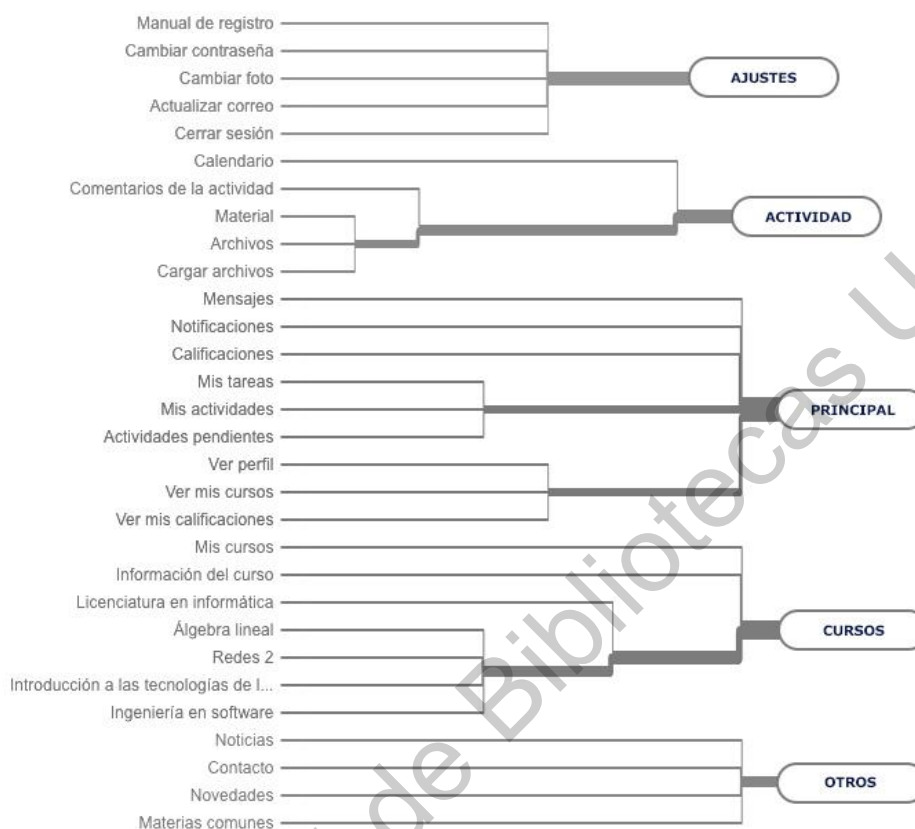 Manual de registro
Cambiar contraseña
Cambiar foto
AJUSTES
Actualizar correo
Cerrar sesión
Calendario
Comentarios de la actividad
Material
ACTIVIDAD
Archivos
Cargar archivos
Mensajes
Notificaciones
Calificaciones
Mis tareas
Mis actividades
PRINCIPAL
Actividades pendientes
Ver perfil
Ver mis cursos
Ver mis calificaciones
Mis cursos
Información del curso
Licenciatura en informática
Álgebra lineal
CURSOS
Redes 2
Introducción a las tecnologías de l...
Ingeniería en software
Noticias
Contacto
OTROS
Novedades
Materias comunes
de Bibliotecas U